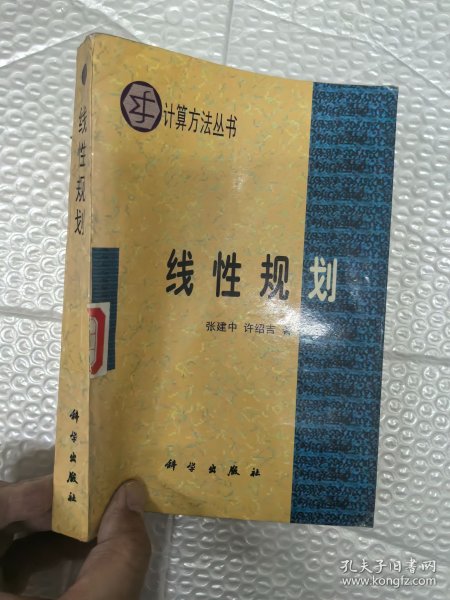 计算方法丛书
线性规划
张建中 许绍吉 著
科学出版社
线性规划
科学出版社
孔夫子旧书网
www.kongfz.com